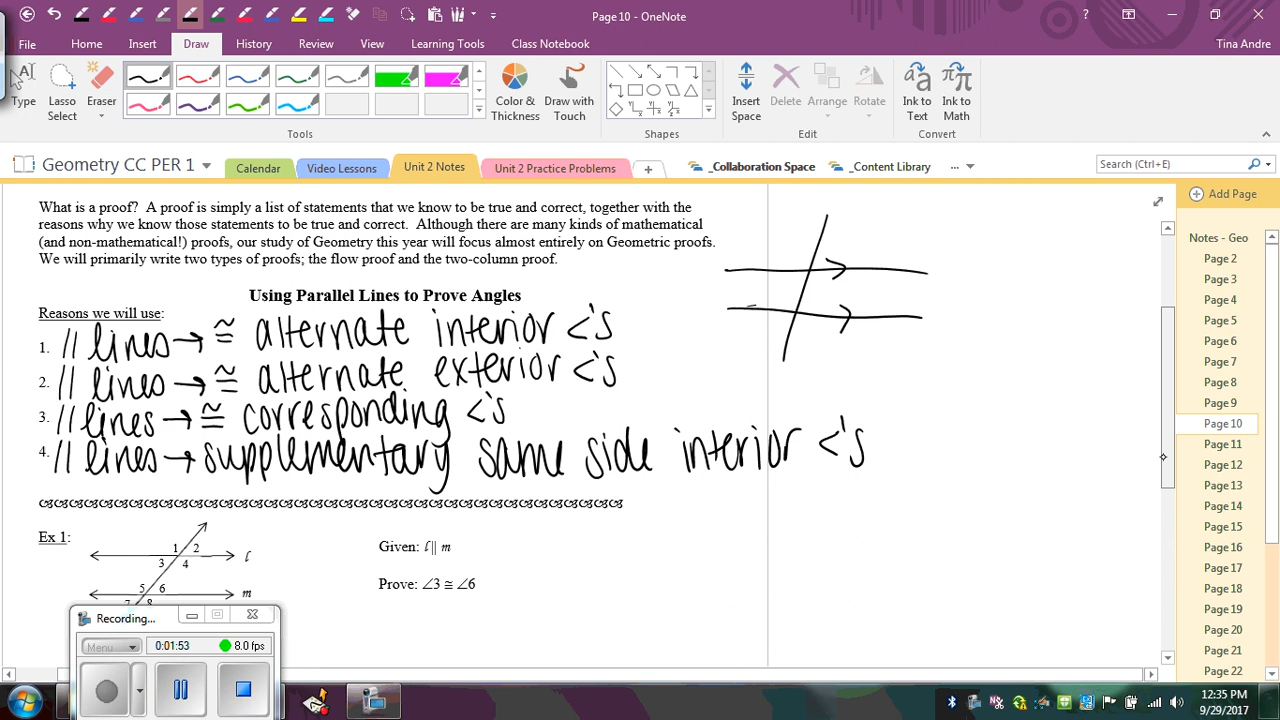 Page 10 - OneNote
?
File
Home
Insert
Draw
History
Review
View
Learning Tools
Class Notebook
Tina Andre
Type
Lasso Select
Eraser
Color & Thickness
Draw with Touch
Insert Space
Delete
Arrange
Rotate
Ink to Text
Ink to Math
Tools
Shapes
Edit
Convert
Geometry CC PER 1
Calendar
Video Lessons
Unit 2 Notes
Unit 2 Practice Problems
_Collaboration Space
_Content Library
...
Search (Ctrl+E)
Add Page
Notes - Geo
Page 2
Page 3
Page 4
Page 5
Page 6
Page 7
Page 8
Page 9
Page 10
Page 11
Page 12
Page 13
Page 14
Page 15
Page 16
Page 17
Page 18
Page 19
Page 20
Page 21
Page 22
What is a proof? A proof is simply a list of statements that we know to be true and correct, together with the
reasons why we know those statements to be true and correct. Although there are many kinds of mathematical
(and non-mathematical!) proofs, our study of Geometry this year will focus almost entirely on Geometric proofs.
We will primarily write two types of proofs; the flow proof and the two-column proof.
Using Parallel Lines to Prove Angles
Reasons we will use:
1. // lines → ≅ alternate interior <'s
2. // lines → ≅ alternate exterior <'s
3. // lines → ≅ corresponding <'s
4. // lines → supplementary same side interior <'s
Ex 1:
1 2
3 4
l
5 6
m
7 8
Given: l || m
Prove: ∠3 ≅ ∠6
Recording...
Menu
0:01:53
8.0 fps
12:35 PM
9/29/2017